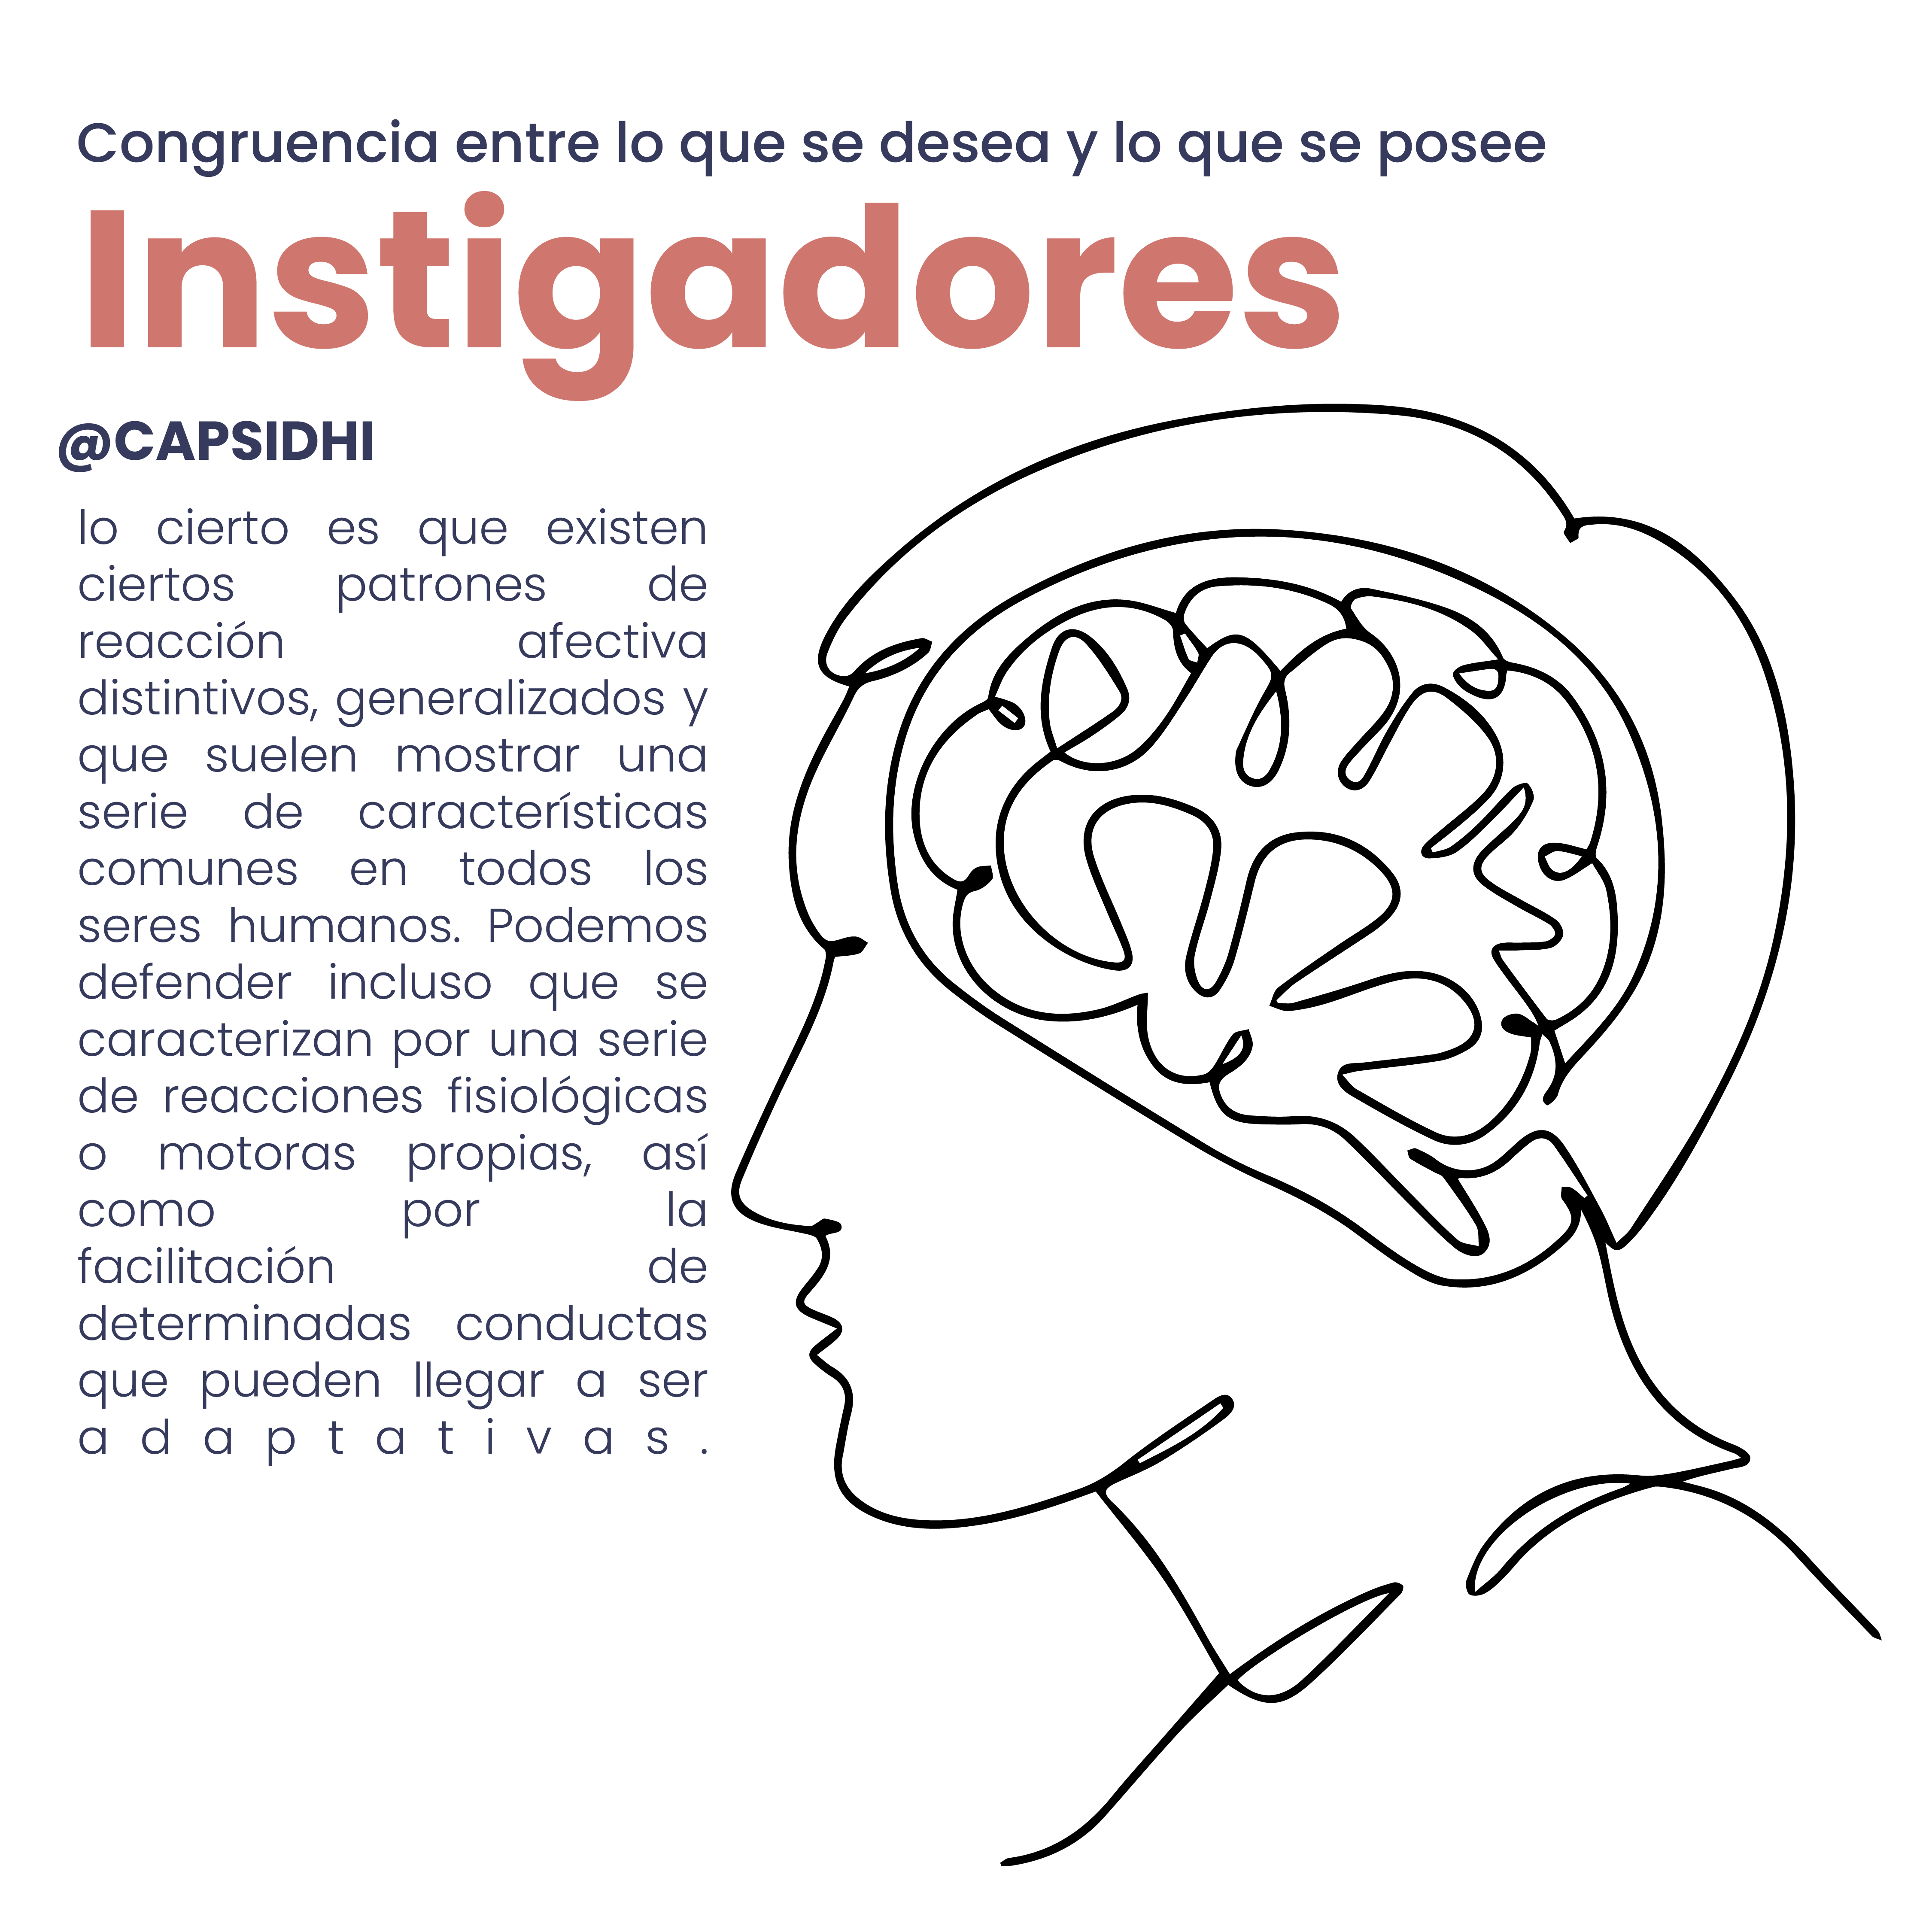 Congruencia entre lo que se desea y lo que se posee
Instigadores
@CAPSIDHI
lo cierto es que existen
ciertos patrones de
reacción afectiva
distintivos, generalizados y
que suelen mostrar una
serie de características
comunes en todos los
seres humanos. Podemos
defender incluso que se
caracterizan por una serie
de reacciones fisiológicas
o motoras propias, así
como por la
facilitación de
determinadas conductas
que pueden llegar a ser
adaptativas.